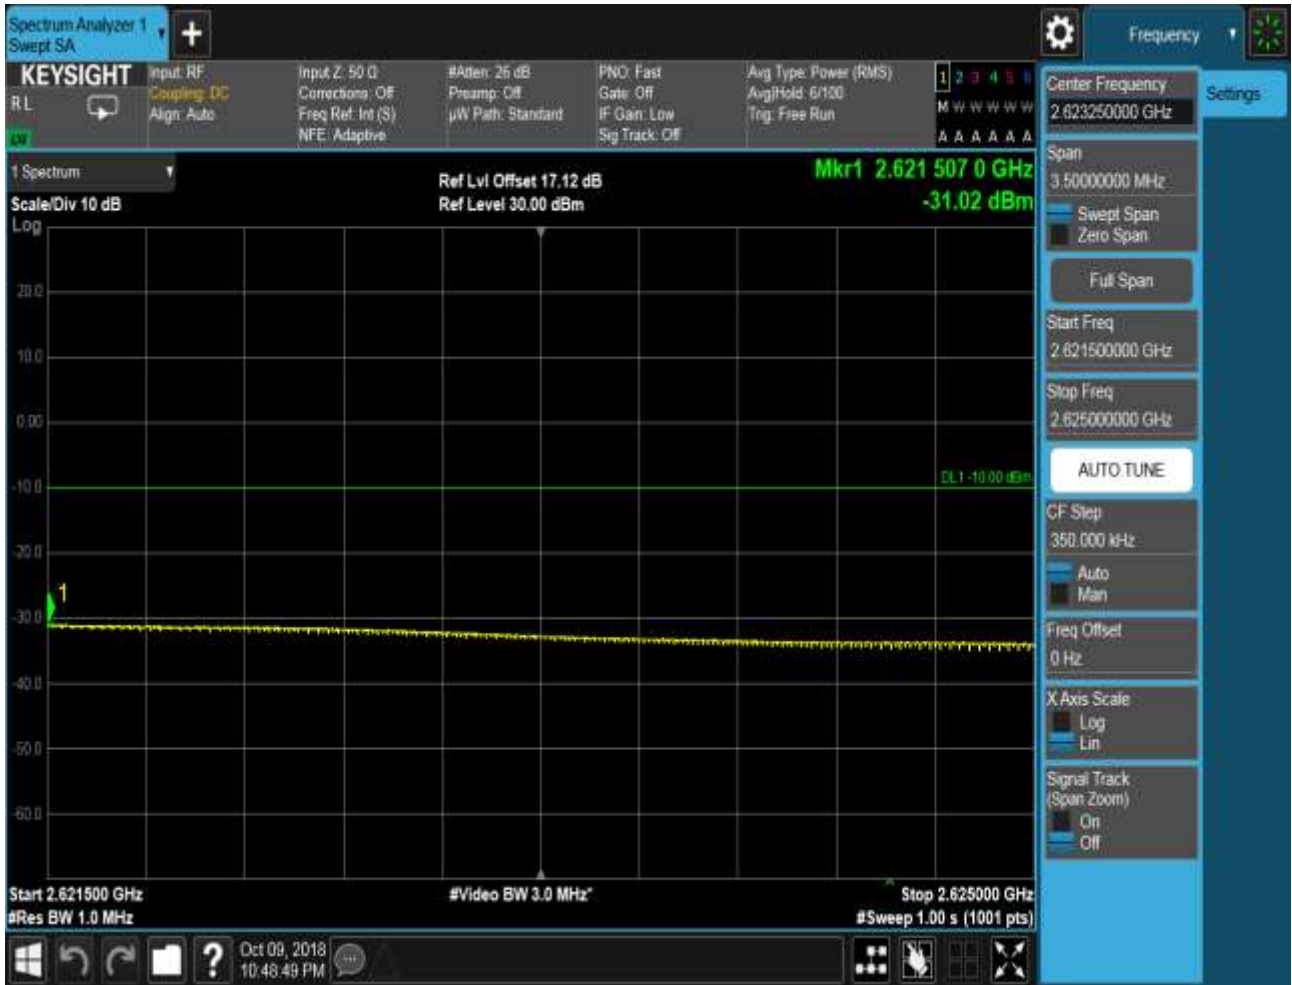 Spectrum Analyzer 1
Swept SA
Frequency
KEYSIGHT
R L
Input: RF
Coupling: DC
Align: Auto
Input Z: 50 Ω
Corrections: Off
Freq Ref: Int (S)
NFE: Adaptive
#Atten: 26 dB
Preamp: Off
µW Path: Standard
PNO: Fast
Gate: Off
IF Gain: Low
Sig Track: Off
Avg Type: Power (RMS)
Avg|Hold: 6/100
Trig: Free Run
1 2 3 4 5 6
M W W W W W
A A A A A A
Center Frequency
2.623250000 GHz
Settings
Span
3.50000000 MHz
Swept Span
Zero Span
Full Span
Start Freq
2.621500000 GHz
Stop Freq
2.625000000 GHz
AUTO TUNE
CF Step
350.000 kHz
Auto
Man
Freq Offset
0 Hz
X Axis Scale
Log
Lin
Signal Track
(Span Zoom)
On
Off
1 Spectrum
Scale/Div 10 dB
Log
Ref Lvl Offset 17.12 dB
Ref Level 30.00 dBm
Mkr1 2.621 507 0 GHz
-31.02 dBm
20.0
10.0
0.00
-10.0
-20.0
-30.0
-40.0
-50.0
-60.0
DL1 -10.00 dBm
1
Start 2.621500 GHz
#Res BW 1.0 MHz
#Video BW 3.0 MHz*
Stop 2.625000 GHz
#Sweep 1.00 s (1001 pts)
?
Oct 09, 2018
10:48:49 PM